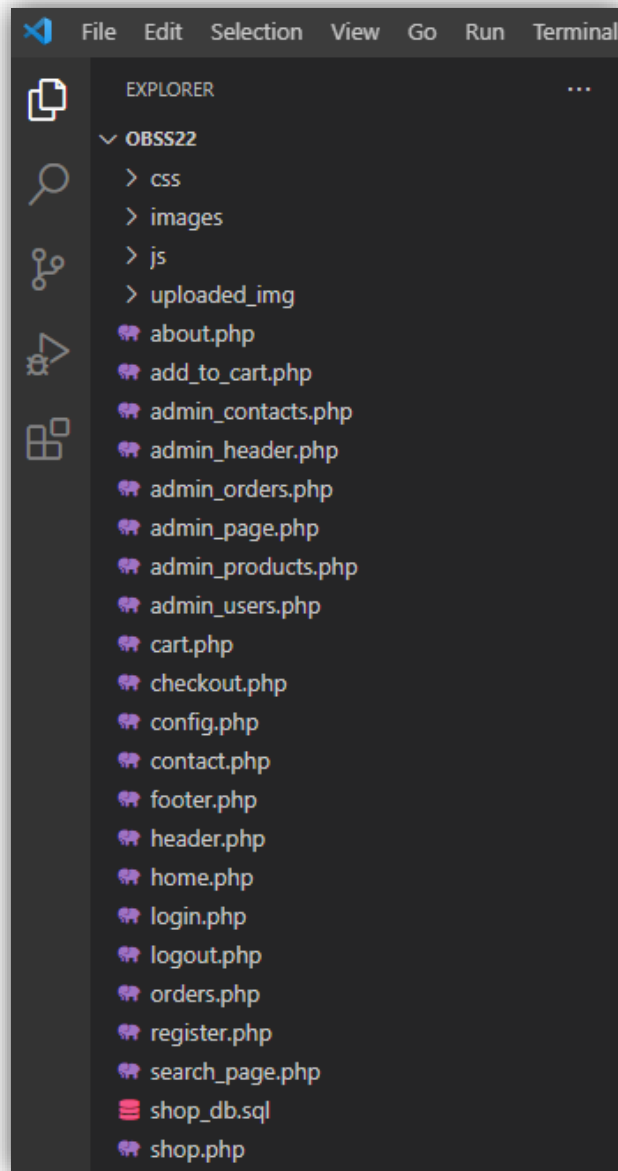 File Edit Selection View Go Run Terminal
EXPLORER ...
OBSS22
css
images
js
uploaded_img
about.php
add_to_cart.php
admin_contacts.php
admin_header.php
admin_orders.php
admin_page.php
admin_products.php
admin_users.php
cart.php
checkout.php
config.php
contact.php
footer.php
header.php
home.php
login.php
logout.php
orders.php
register.php
search_page.php
shop_db.sql
shop.php